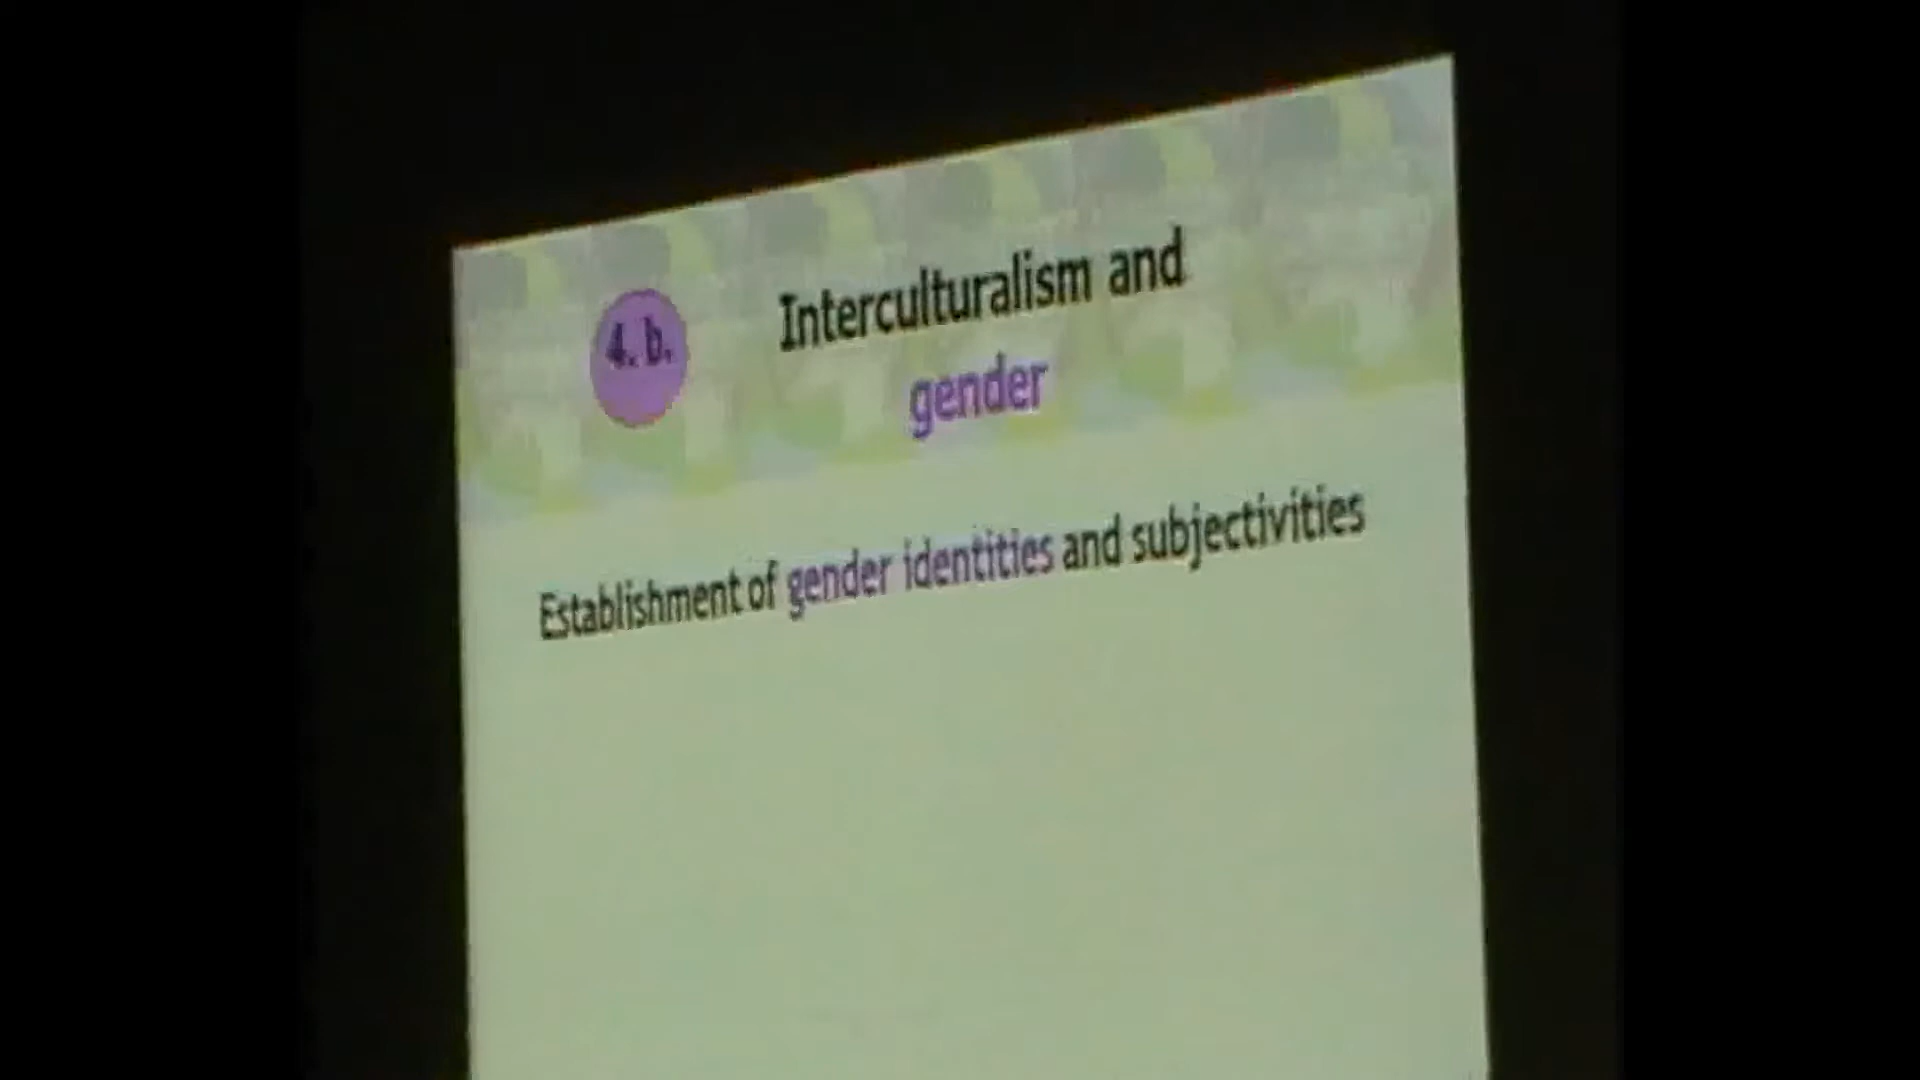 4. b.
Interculturalism and
gender
Establishment of gender identities and subjectivities